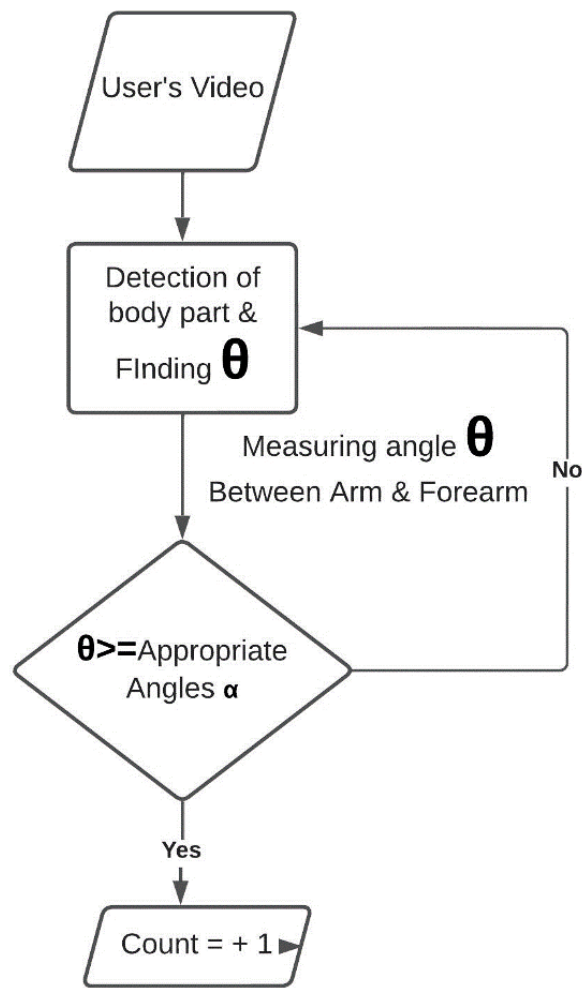 User's Video
Detection of
body part &
FInding θ
Measuring angle θ
No
Between Arm & Forearm
θ>=Appropriate
Angles α
Yes
Count = + 1